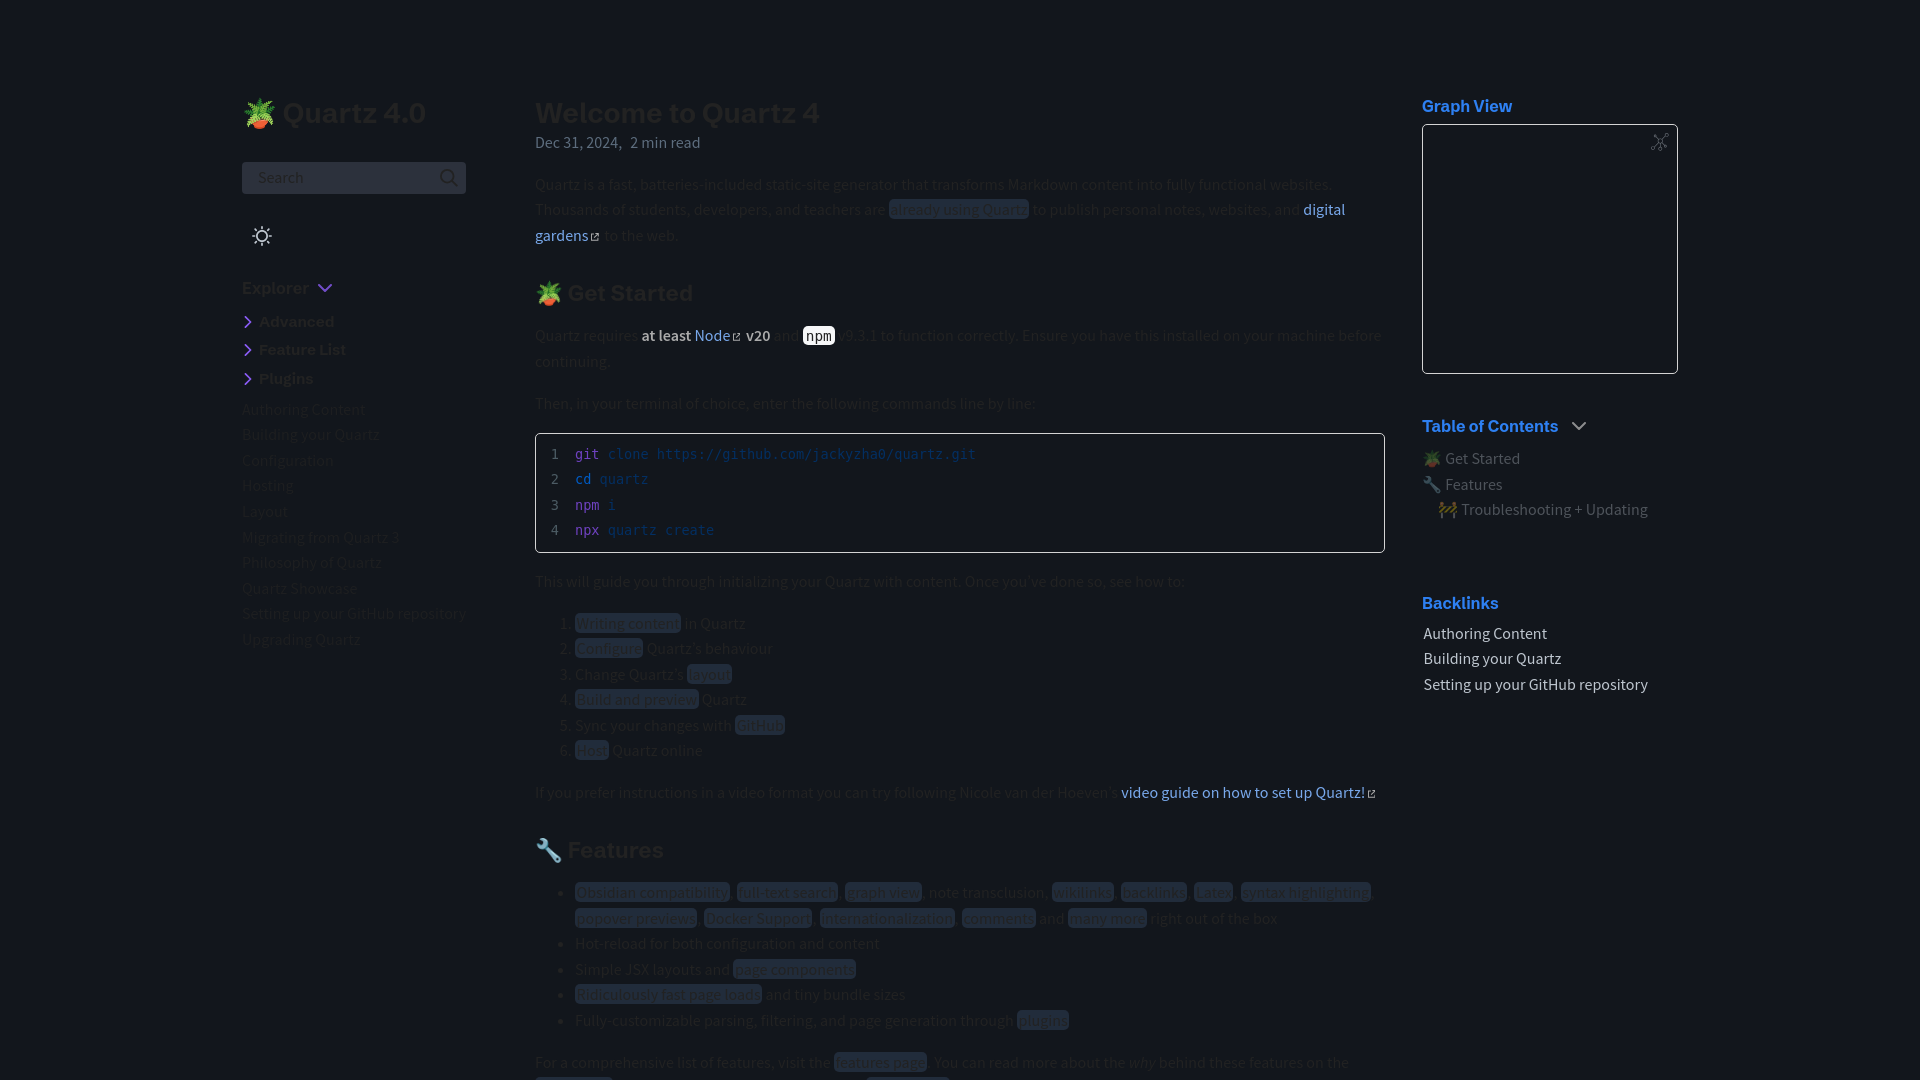 🪴 Quartz 4.0
Search
Explorer
Advanced
Feature List
Plugins
Authoring Content
Building your Quartz
Configuration
Hosting
Layout
Migrating from Quartz 3
Philosophy of Quartz
Quartz Showcase
Setting up your GitHub repository
Upgrading Quartz
Welcome to Quartz 4
Dec 31, 2024, 2 min read
Quartz is a fast, batteries-included static-site generator that transforms Markdown content into fully functional websites.
Thousands of students, developers, and teachers are already using Quartz to publish personal notes, websites, and digital
gardens to the web.
🪴 Get Started
Quartz requires at least Node v20 and npm v9.3.1 to function correctly. Ensure you have this installed on your machine before
continuing.
Then, in your terminal of choice, enter the following commands line by line:
1 git clone https://github.com/jackyzha0/quartz.git
2 cd quartz
3 npm i
4 npx quartz create
This will guide you through initializing your Quartz with content. Once you've done so, see how to:
1. Writing content in Quartz
2. Configure Quartz's behaviour
3. Change Quartz's layout
4. Build and preview Quartz
5. Sync your changes with GitHub
6. Host Quartz online
If you prefer instructions in a video format you can try following Nicole van der Hoeven's video guide on how to set up Quartz!
🔧 Features
• Obsidian compatibility, full-text search, graph view, note transclusion, wikilinks, backlinks, Latex, syntax highlighting,
popover previews, Docker Support, internationalization, comments and many more right out of the box
• Hot-reload for both configuration and content
• Simple JSX layouts and page components
• Ridiculously fast page loads and tiny bundle sizes
• Fully-customizable parsing, filtering, and page generation through plugins
For a comprehensive list of features, visit the features page. You can read more about the why behind these features on the
Graph View
Table of Contents
🪴 Get Started
🔧 Features
🚧 Troubleshooting + Updating
Backlinks
Authoring Content
Building your Quartz
Setting up your GitHub repository